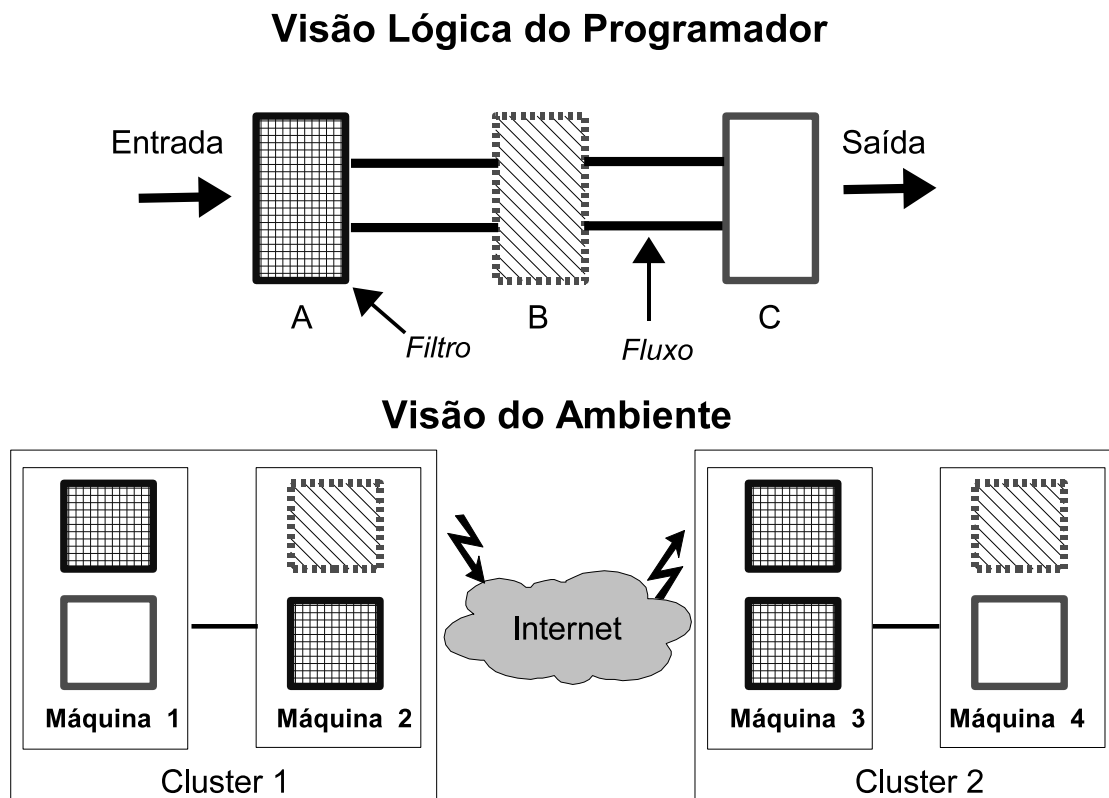 Visão Lógica do Programador
Entrada
Saída
A
B
C
Filtro
Fluxo
Visão do Ambiente
Internet
Máquina 1
Máquina 2
Máquina 3
Máquina 4
Cluster 1
Cluster 2